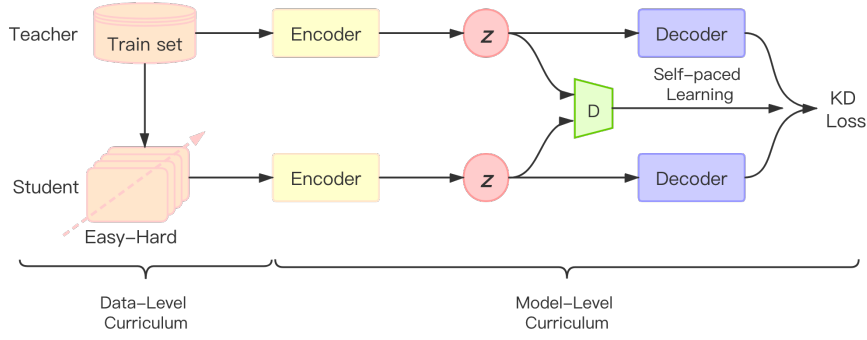 Teacher
Train set
Encoder
z
Decoder
Self-paced
Learning
D
KD
Loss
Student
Encoder
z
Decoder
Easy-Hard
Data-Level
Curriculum
Model-Level
Curriculum